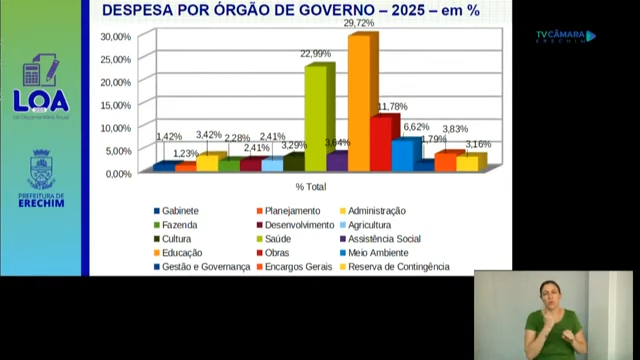 DESPESA POR ÓRGÃO DE GOVERNO – 2025 – em %
TV CÂMARA
ERECHIM
LOA
PREFEITURA DE
ERECHIM
30,00%
25,00%
20,00%
15,00%
10,00%
5,00%
0,00%
1,42%
1,23%
3,42%
2,28%
2,41%
2,41%
3,29%
22,99%
3,64%
29,72%
11,78%
6,62%
1,79%
3,83%
3,16%
% Total
Gabinete Planejamento Administração
Fazenda Desenvolvimento Agricultura
Cultura Saúde Assistência Social
Educação Obras Meio Ambiente
Gestão e Governança Encargos Gerais Reserva de Contingência